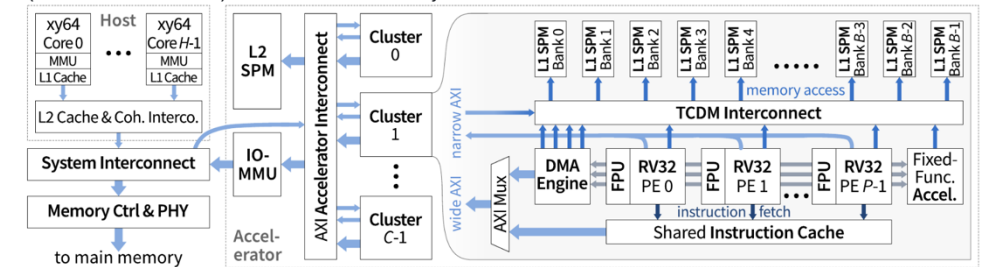 Host
xy64
Core 0
MMU
L1 Cache
xy64
Core H-1
MMU
L1 Cache
L2 Cache & Coh. Interco.
System Interconnect
Memory Ctrl & PHY
to main memory
L2
SPM
IO-
MMU
Accel-
erator
AXI Accelerator Interconnect
Cluster
0
Cluster
1
Cluster
C-1
narrow AXI
wide AXI
AXI Mux
L1 SPM
Bank 0
L1 SPM
Bank 1
L1 SPM
Bank 2
L1 SPM
Bank 3
L1 SPM
Bank 4
L1 SPM
Bank B-3
L1 SPM
Bank B-2
L1 SPM
Bank B-1
memory access
TCDM Interconnect
DMA
Engine
FPU
RV32
PE 0
FPU
RV32
PE 1
FPU
RV32
PE P-1
Fixed-
Func.
Accel.
instruction fetch
Shared Instruction Cache